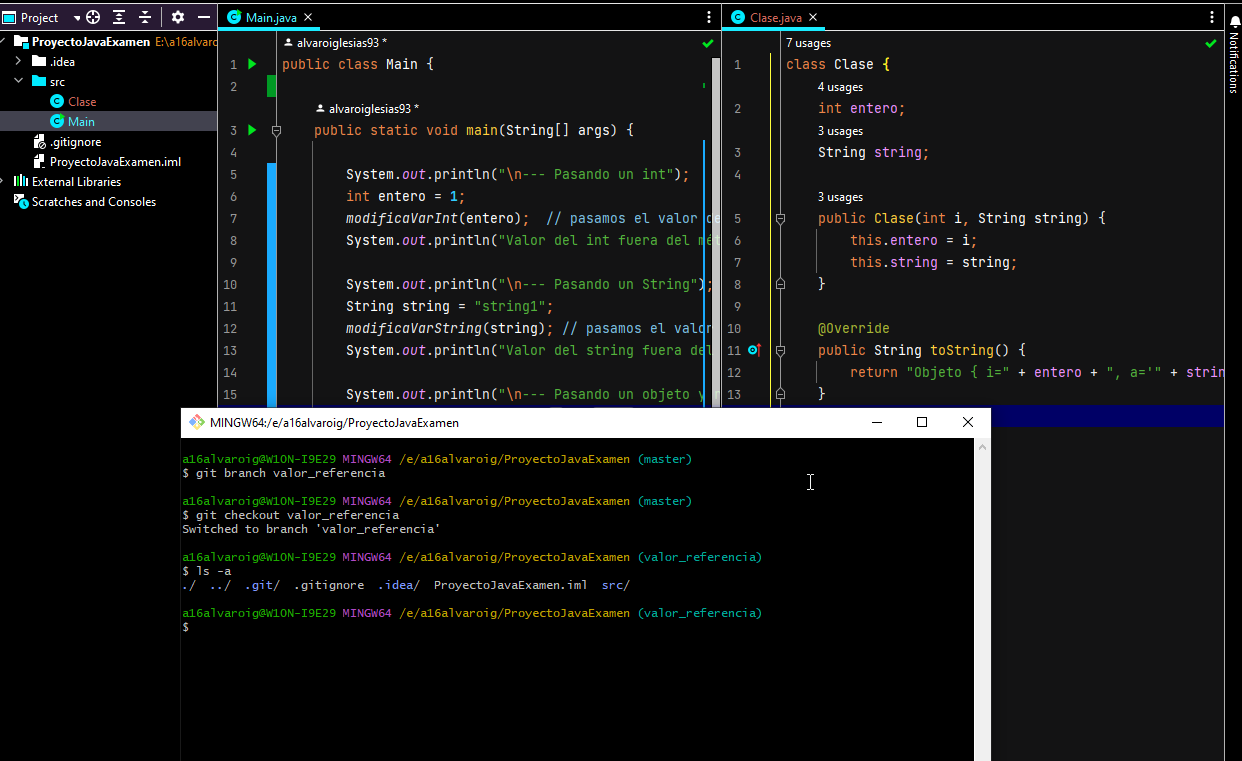 Project
Main.java
Clase.java
Notifications
ProyectoJavaExamen E:\a16alvaro
.idea
src
Clase
Main
.gitignore
ProyectoJavaExamen.iml
External Libraries
Scratches and Consoles
alvaroiglesias93 *
1 public class Main {
2
alvaroiglesias93 *
3 public static void main(String[] args) {
4
5 System.out.println("\n--- Pasando un int");
6 int entero = 1;
7 modificaVarInt(entero); // pasamos el valor de
8 System.out.println("Valor del int fuera del mét
9
10 System.out.println("\n--- Pasando un String");
11 String string = "string1";
12 modificaVarString(string); // pasamos el valor
13 System.out.println("Valor del string fuera del
14
15 System.out.println("\n--- Pasando un objeto y
7 usages
1 class Clase {
4 usages
2 int entero;
3 usages
3 String string;
4
3 usages
5 public Clase(int i, String string) {
6 this.entero = i;
7 this.string = string;
8 }
9
10 @Override
11 public String toString() {
12 return "Objeto { i=" + entero + ", a='" + strin
13 }
MINGW64:/e/a16alvaroig/ProyectoJavaExamen
a16alvaroig@W10N-I9E29 MINGW64 /e/a16alvaroig/ProyectoJavaExamen (master)
$ git branch valor_referencia
a16alvaroig@W10N-I9E29 MINGW64 /e/a16alvaroig/ProyectoJavaExamen (master)
$ git checkout valor_referencia
Switched to branch 'valor_referencia'
a16alvaroig@W10N-I9E29 MINGW64 /e/a16alvaroig/ProyectoJavaExamen (valor_referencia)
$ ls -a
./ ../ .git/ .gitignore .idea/ ProyectoJavaExamen.iml src/
a16alvaroig@W10N-I9E29 MINGW64 /e/a16alvaroig/ProyectoJavaExamen (valor_referencia)
$